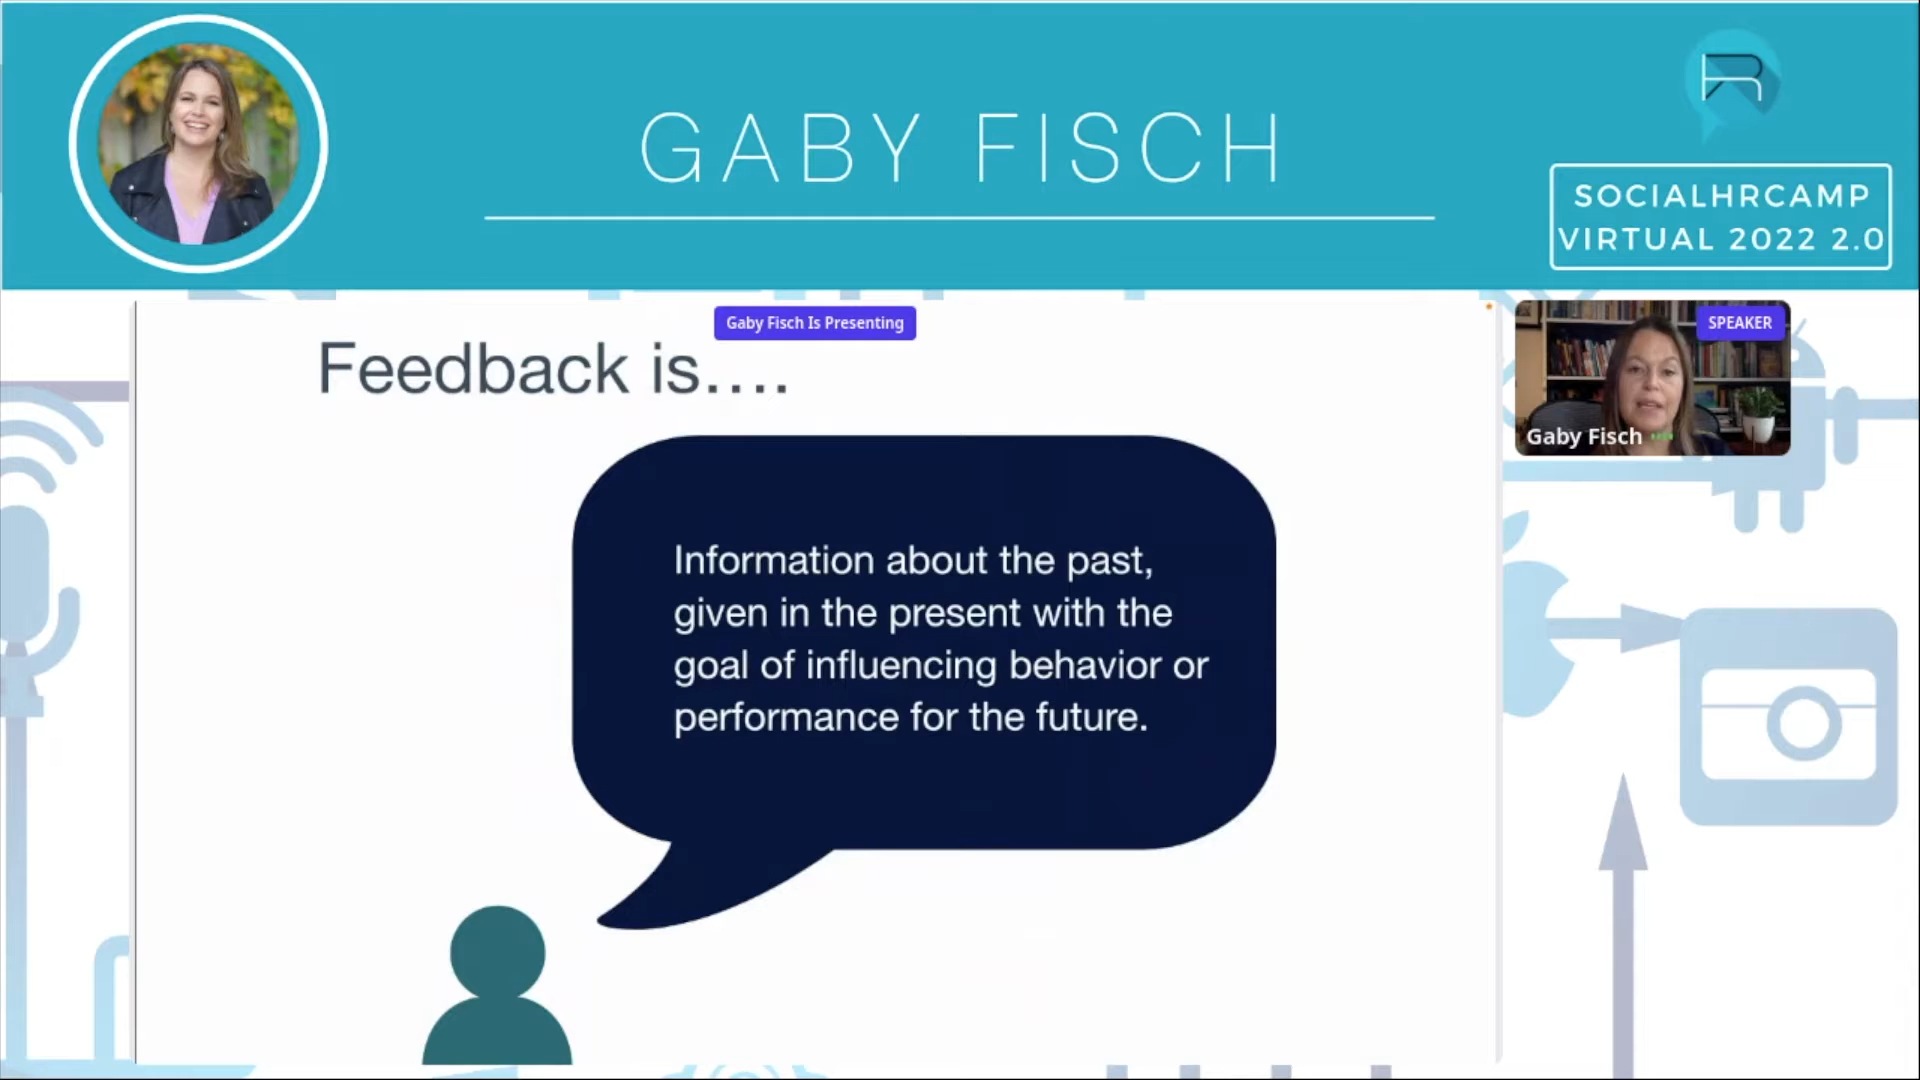 GABY FISCH
SOCIALHRCAMP
VIRTUAL 2022 2.0
Gaby Fisch Is Presenting
SPEAKER
Feedback is....
Gaby Fisch
Information about the past,
given in the present with the
goal of influencing behavior or
performance for the future.